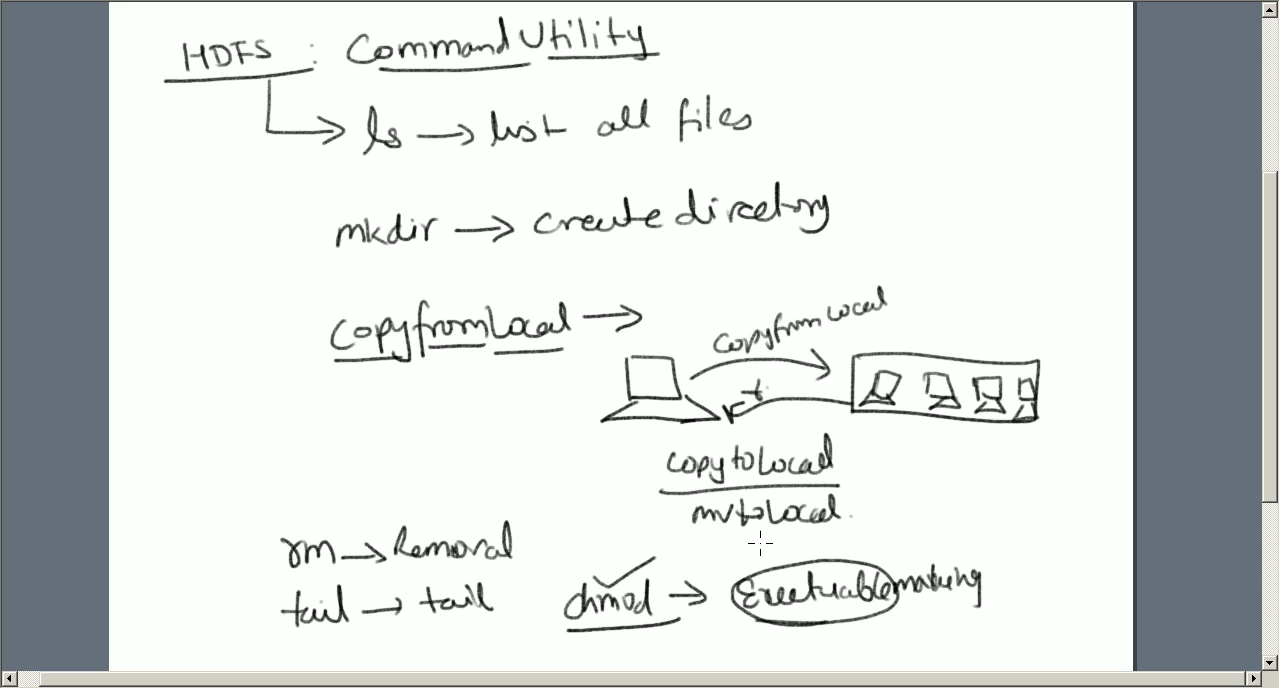 HDFS : Command Utility
ls → list all files
mkdir → create directory
copyfromLocal →
copyfromLocal
copytoLocal
mvtoLocal.
rm → Removal
tail → tail
chmod → Exectuable making